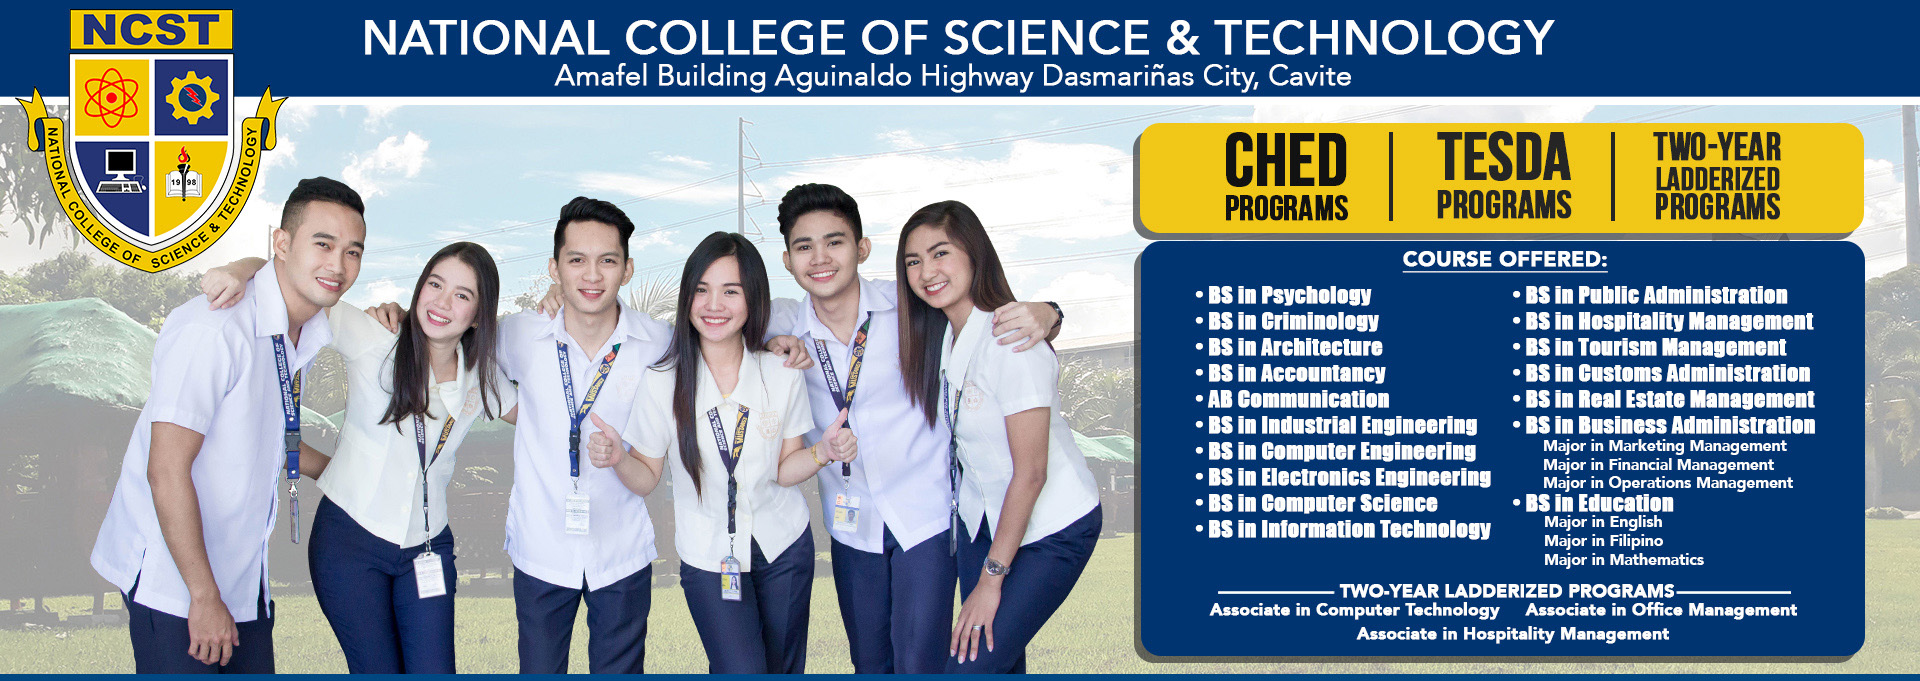 NCST
NATIONAL COLLEGE OF SCIENCE & TECHNOLOGY
1998
NATIONAL COLLEGE OF SCIENCE & TECHNOLOGY
Amafel Building Aguinaldo Highway Dasmariñas City, Cavite
CHED
PROGRAMS
TESDA
PROGRAMS
TWO-YEAR
LADDERIZED
PROGRAMS
COURSE OFFERED:
• BS in Psychology
• BS in Criminology
• BS in Architecture
• BS in Accountancy
• AB Communication
• BS in Industrial Engineering
• BS in Computer Engineering
• BS in Electronics Engineering
• BS in Computer Science
• BS in Information Technology
• BS in Public Administration
• BS in Hospitality Management
• BS in Tourism Management
• BS in Customs Administration
• BS in Real Estate Management
• BS in Business Administration
Major in Marketing Management
Major in Financial Management
Major in Operations Management
• BS in Education
Major in English
Major in Filipino
Major in Mathematics
TWO-YEAR LADDERIZED PROGRAMS
Associate in Computer Technology Associate in Office Management
Associate in Hospitality Management